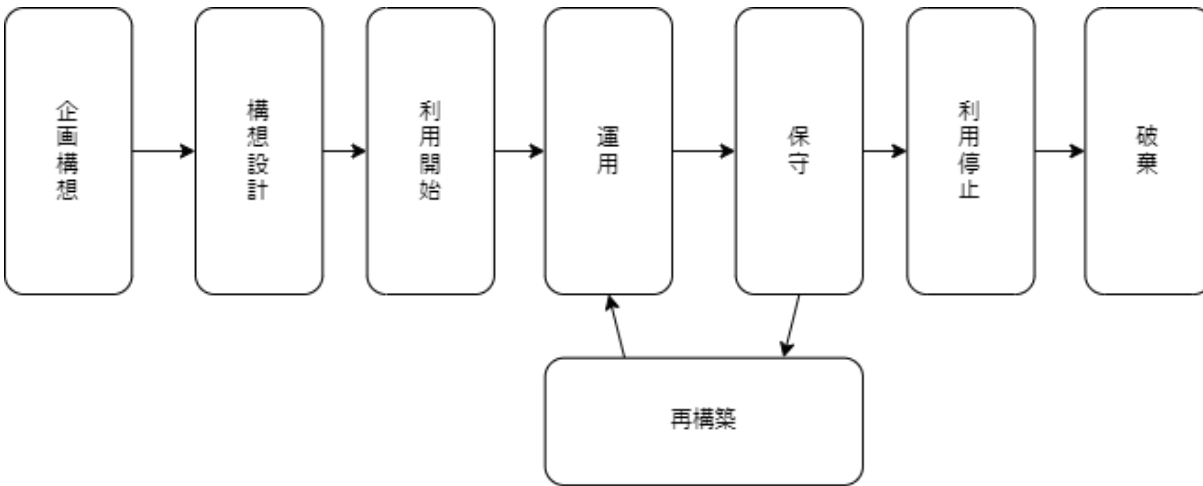 企画構想
構想設計
利用開始
運用
保守
利用停止
破棄
再構築